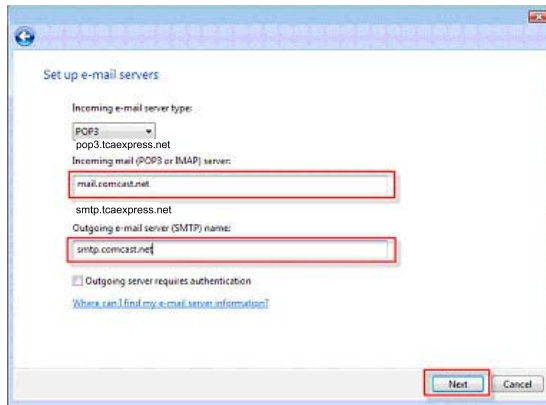 Set up e-mail servers
Incoming e-mail server type:
POP3
pop3.tcaexpress.net
Incoming mail (POP3 or IMAP) server:
mail.comcast.net
smtp.tcaexpress.net
Outgoing e-mail server (SMTP) name:
smtp.comcast.net
Outgoing server requires authentication
Where can I find my e-mail server information?
Next Cancel